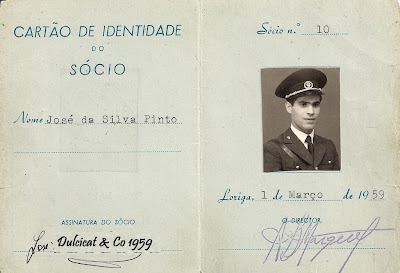 CARTÃO DE IDENTIDADE
DO
SÓCIO
Nome José da Silva Pinto
ASSINATURA DO SÓCIO
Dulcicat & Co 1959
Sócio n.º 10
Loriga, 1 de Março de 1959
O DIRECTOR